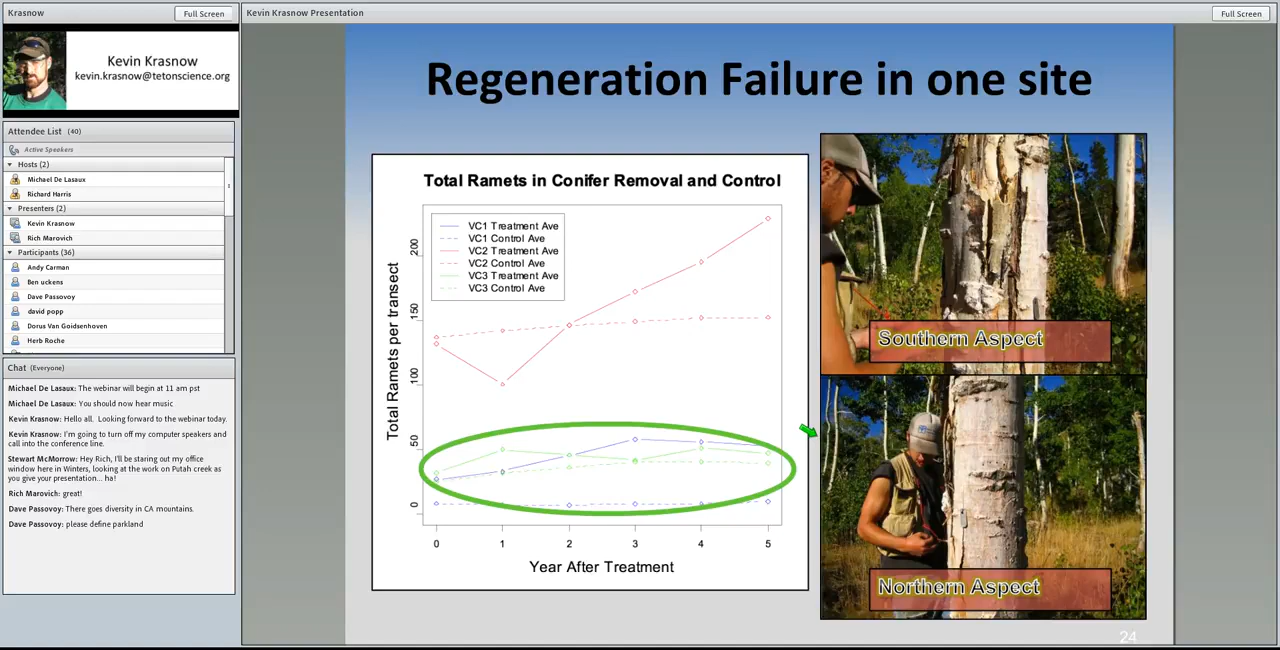 Krasnow
Full Screen
Kevin Krasnow
kevin.krasnow@tetonscience.org
Attendee List (40)
Active Speakers
Hosts (2)
Michael De Lasaux
Richard Harris
Presenters (2)
Kevin Krasnow
Rich Marovich
Participants (36)
Andy Carman
Ben uckens
Dave Passovoy
david popp
Dorus Van Goidsenhoven
Herb Roche
Chat (Everyone)
Michael De Lasaux: The webinar will begin at 11 am pst
Michael De Lasaux: You should now hear music
Kevin Krasnow: Hello all. Looking forward to the webinar today.
Kevin Krasnow: I'm going to turn off my computer speakers and
call into the conference line.
Stewart McMorrow: Hey Rich, I'll be staring out my office
window here in Winters, looking at the work on Putah creek as
you give your presentation... ha!
Rich Marovich: great!
Dave Passovoy: There goes diversity in CA mountains.
Dave Passovoy: please define parkland
Kevin Krasnow Presentation
Full Screen
Regeneration Failure in one site
Total Ramets in Conifer Removal and Control
VC1 Treatment Ave
VC1 Control Ave
VC2 Treatment Ave
VC2 Control Ave
VC3 Treatment Ave
VC3 Control Ave
Total Ramets per transect
200
150
100
50
0
0 1 2 3 4 5
Year After Treatment
Southern Aspect
Northern Aspect
24